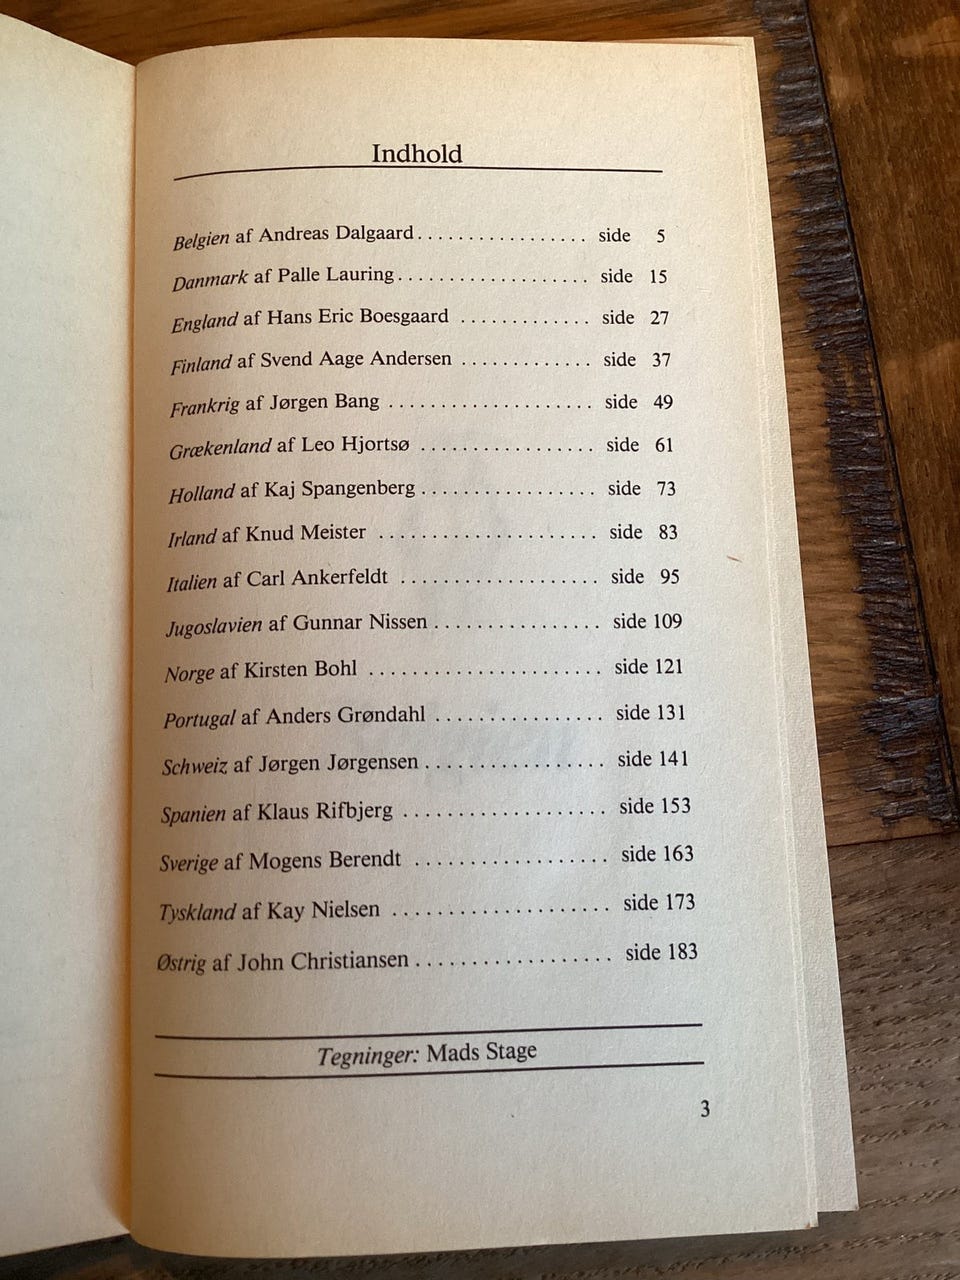 Indhold
Belgien af Andreas Dalgaard . . . . . . . . . . . . . . . . . side 5
Danmark af Palle Lauring . . . . . . . . . . . . . . . . . . . side 15
England af Hans Eric Boesgaard . . . . . . . . . . . . . side 27
Finland af Svend Aage Andersen . . . . . . . . . . . . . side 37
Frankrig af Jørgen Bang . . . . . . . . . . . . . . . . . . . . side 49
Grækenland af Leo Hjortsø . . . . . . . . . . . . . . . . . side 61
Holland af Kaj Spangenberg . . . . . . . . . . . . . . . . . side 73
Irland af Knud Meister . . . . . . . . . . . . . . . . . . . . . side 83
Italien af Carl Ankerfeldt . . . . . . . . . . . . . . . . . . . side 95
Jugoslavien af Gunnar Nissen . . . . . . . . . . . . . . . . side 109
Norge af Kirsten Bohl . . . . . . . . . . . . . . . . . . . . . . side 121
Portugal af Anders Grøndahl . . . . . . . . . . . . . . . . side 131
Schweiz af Jørgen Jørgensen . . . . . . . . . . . . . . . . . side 141
Spanien af Klaus Rifbjerg . . . . . . . . . . . . . . . . . . . side 153
Sverige af Mogens Berendt . . . . . . . . . . . . . . . . . . side 163
Tyskland af Kay Nielsen . . . . . . . . . . . . . . . . . . . . side 173
Østrig af John Christiansen . . . . . . . . . . . . . . . . . . side 183
Tegninger: Mads Stage
3